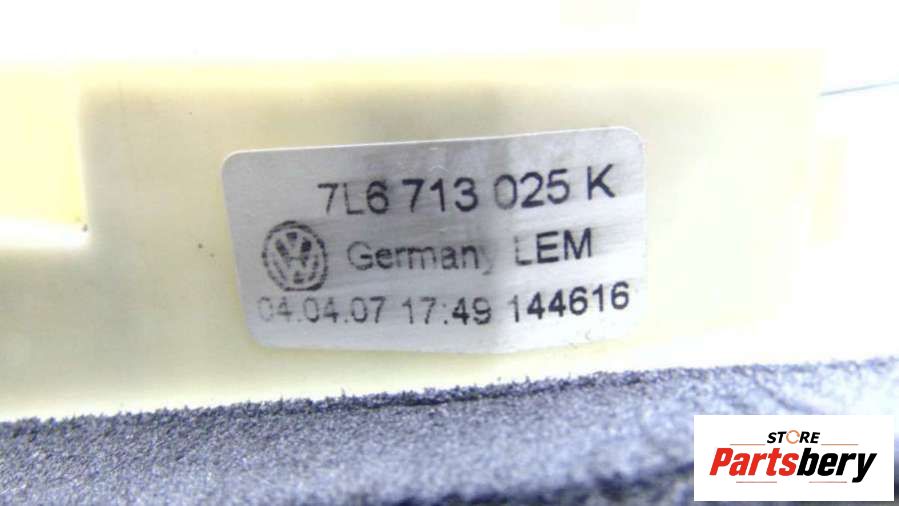 7L6 713 025 K
Germany LEM
04.04.07 17:49 144616
STORE
Partsbery